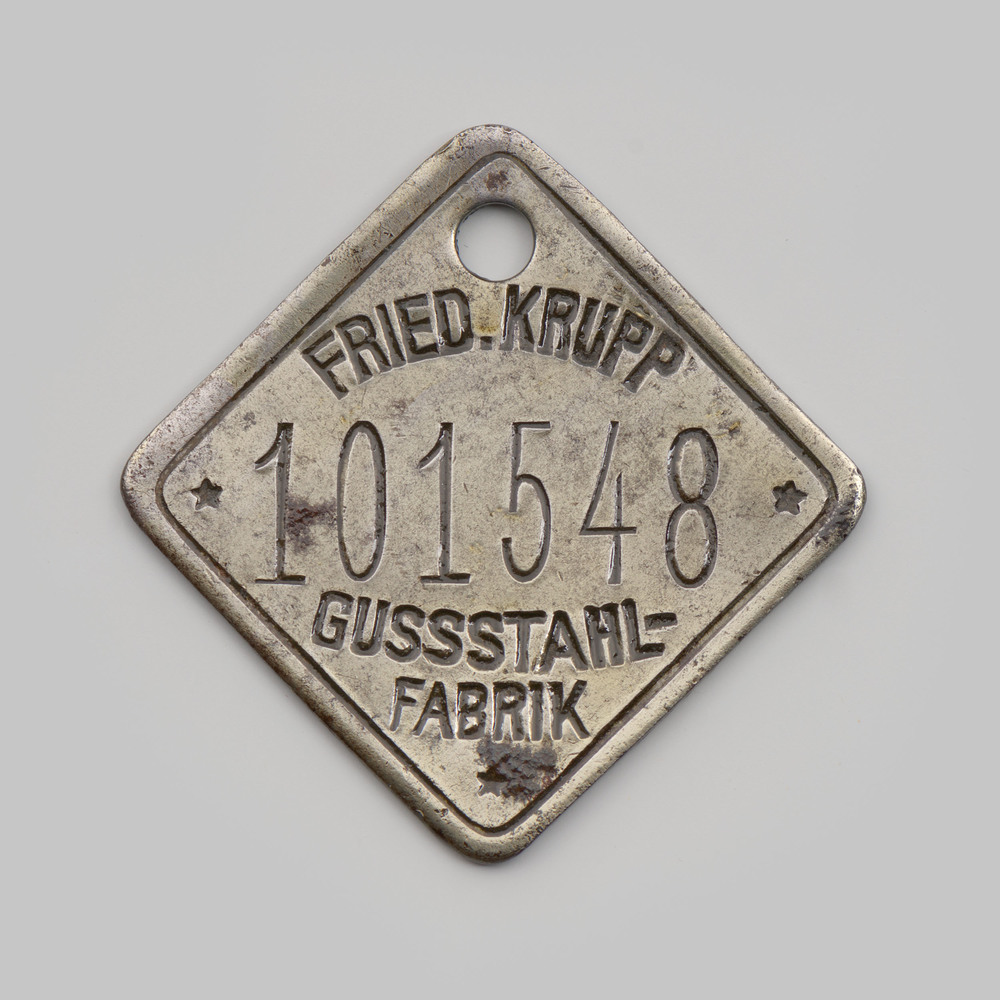 FRIED. KRUPP
101548
GUSSSTAHL-
FABRIK